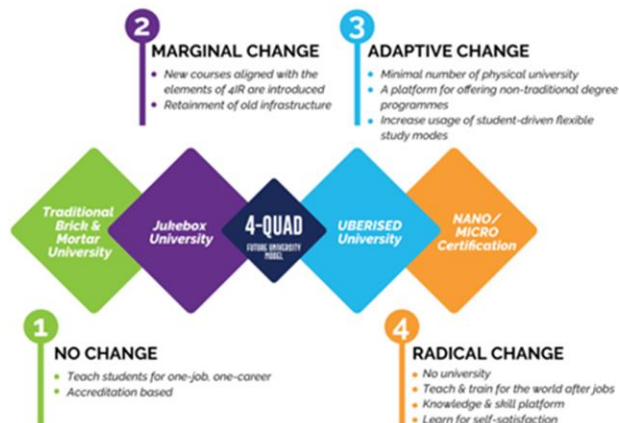 2
MARGINAL CHANGE
New courses aligned with the
elements of 4IR are introduced
Retainment of old infrastructure
3
ADAPTIVE CHANGE
Minimal number of physical university
A platform for offering non-traditional degree
programmes
Increase usage of student-driven flexible
study modes
Traditional
Brick &
Mortar
University
Jukebox
University
4-QUAD
FUTURE UNIVERSITY
MODEL
UBERISED
University
NANO/
MICRO
Certification
1
NO CHANGE
Teach students for one-job, one-career
Accreditation based
4
RADICAL CHANGE
No university
Teach & train for the world after jobs
Knowledge & skill platform
Learn for self-satisfaction